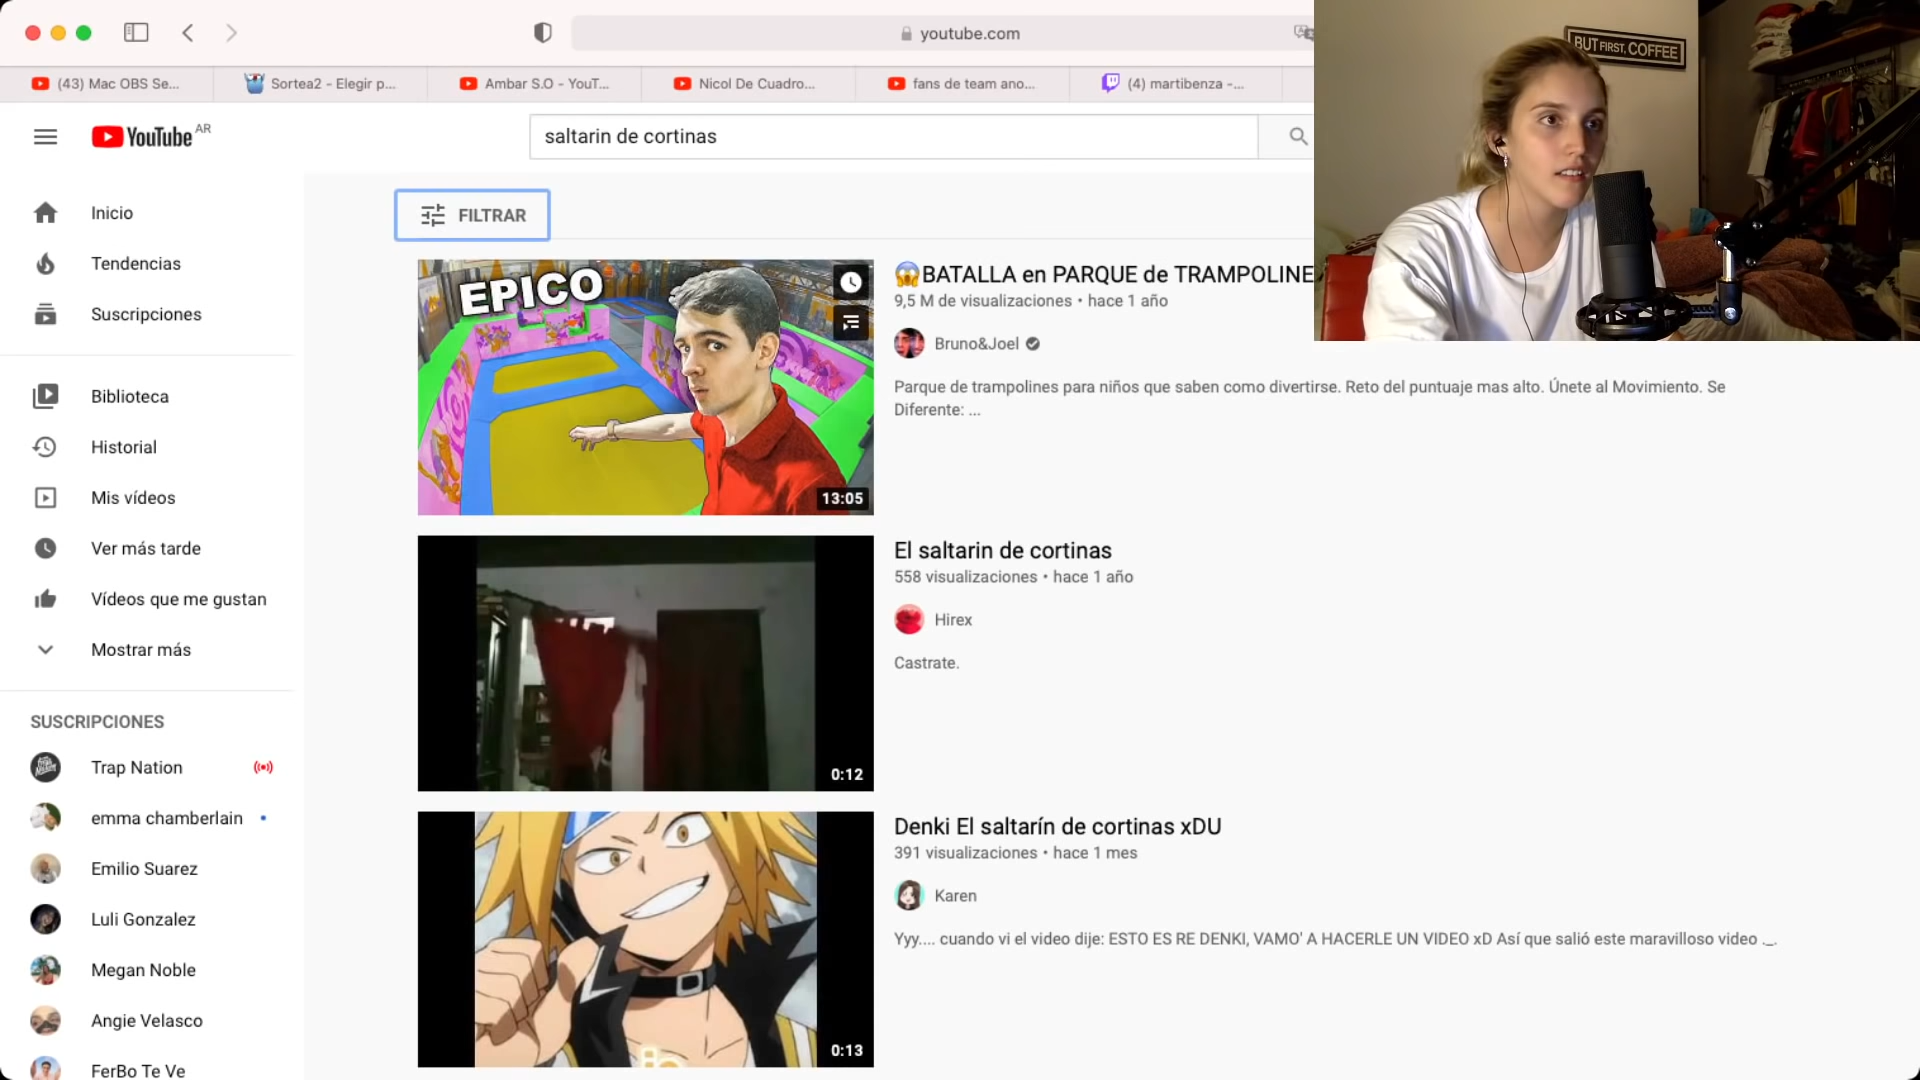 youtube.com
(43) Mac OBS Se...
Sortea2 - Elegir p...
Ambar S.O - YouT...
Nicol De Cuadro...
fans de team ano...
(4) martibenza -...
BUT FIRST, COFFEE
YouTube AR
saltarin de cortinas
FILTRAR
Inicio
Tendencias
Suscripciones
Biblioteca
Historial
Mis vídeos
Ver más tarde
Vídeos que me gustan
Mostrar más
SUSCRIPCIONES
Trap Nation
emma chamberlain
Emilio Suarez
Luli Gonzalez
Megan Noble
Angie Velasco
FerBo Te Ve
EPICO
13:05
😱BATALLA en PARQUE de TRAMPOLINE
9,5 M de visualizaciones • hace 1 año
Bruno&Joel
Parque de trampolines para niños que saben como divertirse. Reto del puntuaje mas alto. Únete al Movimiento. Se
Diferente: ...
0:12
El saltarin de cortinas
558 visualizaciones • hace 1 año
Hirex
Castrate.
0:13
Denki El saltarín de cortinas xDU
391 visualizaciones • hace 1 mes
Karen
Yyy.... cuando vi el video dije: ESTO ES RE DENKI, VAMO' A HACERLE UN VIDEO xD Así que salió este maravilloso video ._.